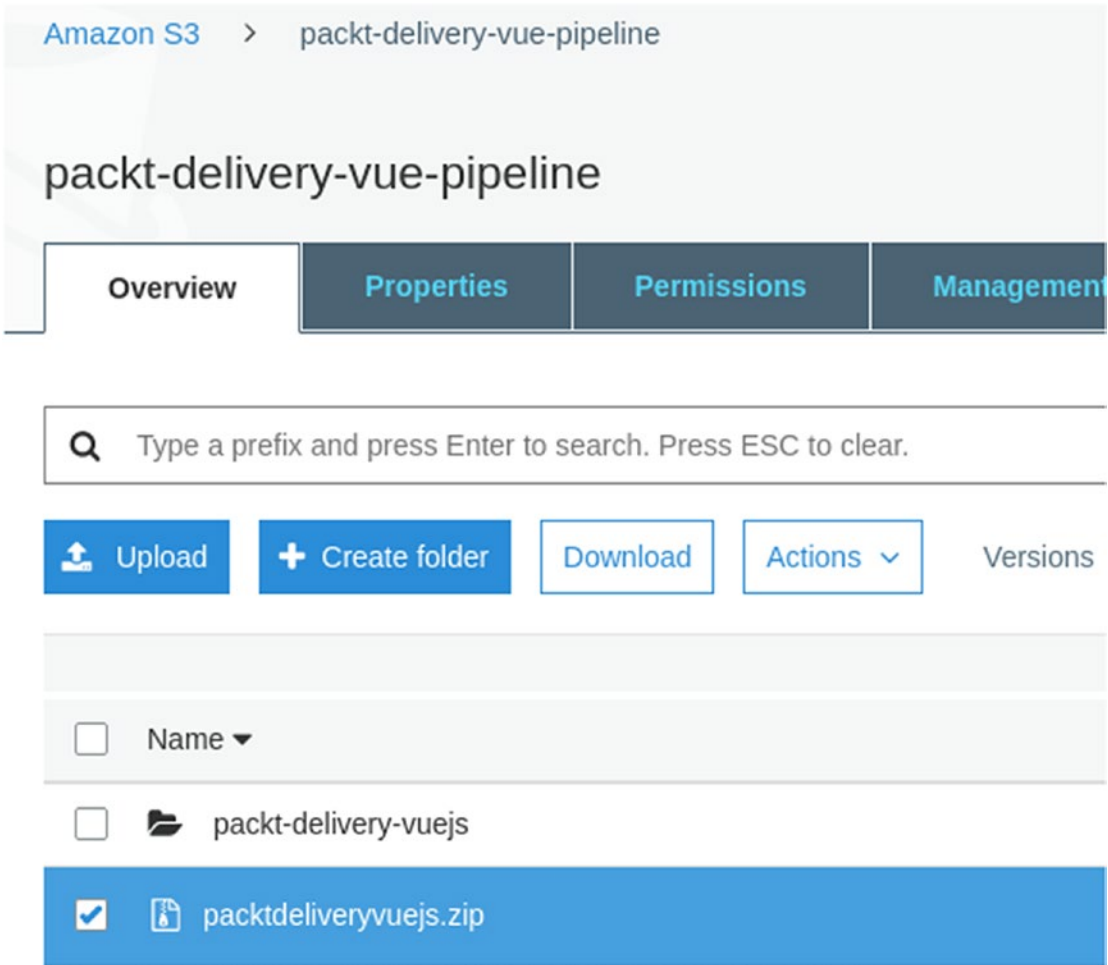 Amazon S3 > packt-delivery-vue-pipeline
packt-delivery-vue-pipeline
Overview Properties Permissions Management
Type a prefix and press Enter to search. Press ESC to clear.
Upload Create folder Download Actions Versions
Name
packt-delivery-vuejs
packtdeliveryvuejs.zip